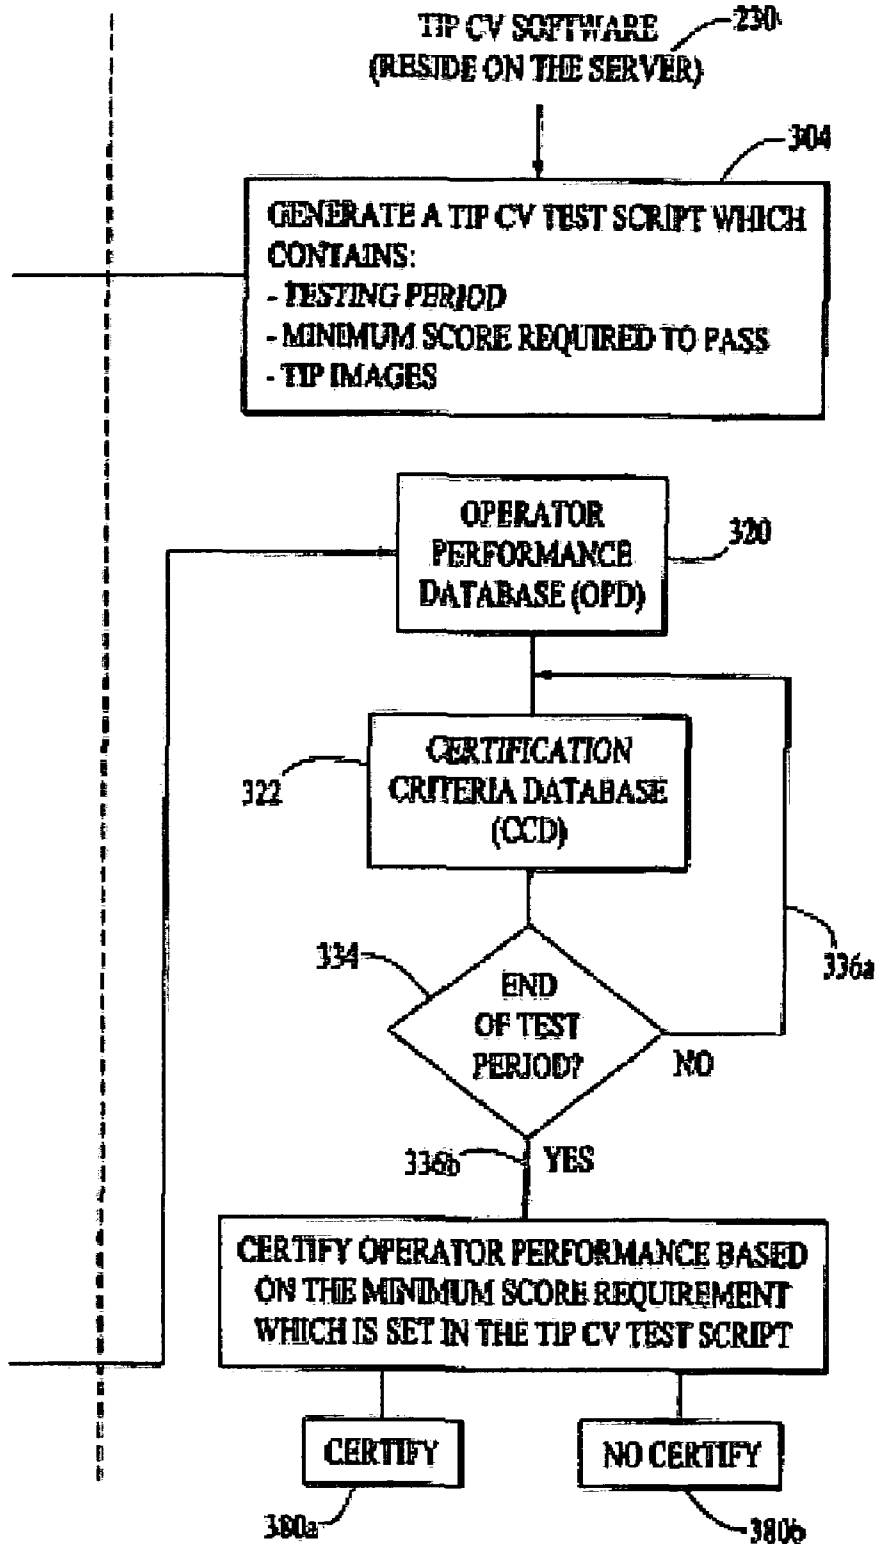 TIP CV SOFTWARE
(RESIDE ON THE SERVER)
230
304
GENERATE A TIP CV TEST SCRIPT WHICH
CONTAINS:
- TESTING PERIOD
- MINIMUM SCORE REQUIRED TO PASS
- TIP IMAGES
OPERATOR
PERFORMANCE
DATABASE (OPD)
320
CERTIFICATION
CRITERIA DATABASE
(CCD)
322
334
END
OF TEST
PERIOD?
336a
NO
336b
YES
CERTIFY OPERATOR PERFORMANCE BASED
ON THE MINIMUM SCORE REQUIREMENT
WHICH IS SET IN THE TIP CV TEST SCRIPT
CERTIFY
NO CERTIFY
380a
380b